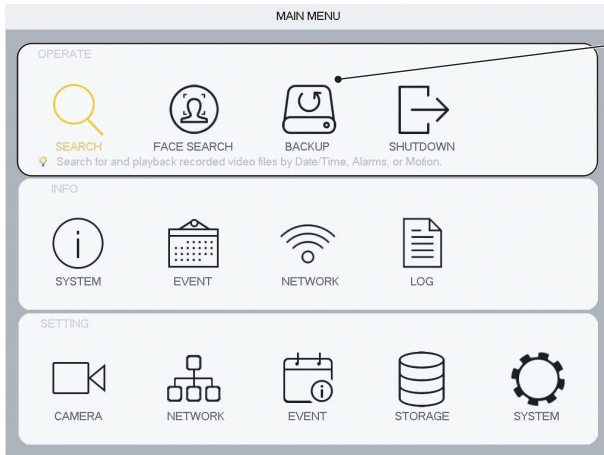 MAIN MENU
OPERATE
SEARCH FACE SEARCH BACKUP SHUTDOWN
Search for and playback recorded video files by Date/Time, Alarms, or Motion.
INFO
SYSTEM EVENT NETWORK LOG
SETTING
CAMERA NETWORK EVENT STORAGE SYSTEM